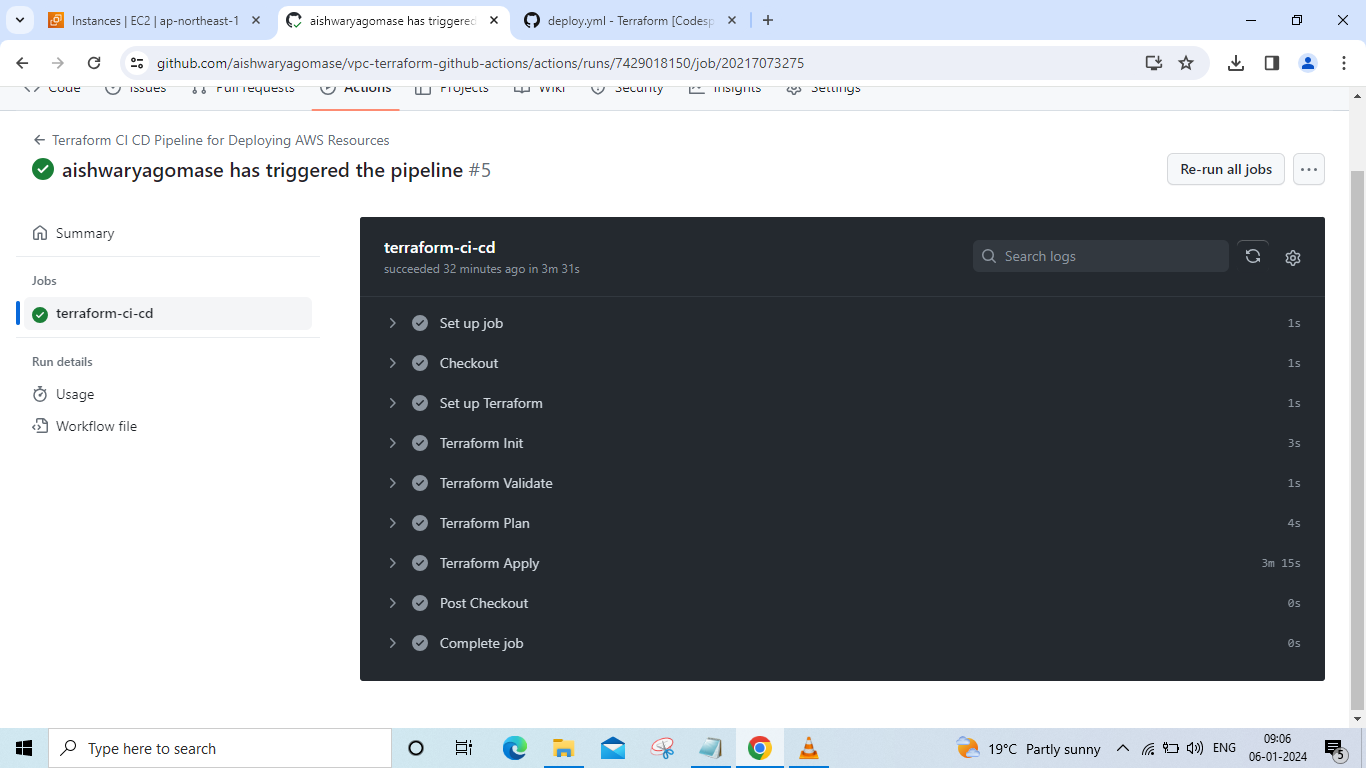 Instances | EC2 | ap-northeast-1
aishwaryagomase has triggered
deploy.yml - Terraform [Codesp
github.com/aishwaryagomase/vpc-terraform-github-actions/actions/runs/7429018150/job/20217073275
Code Issues Pull requests Actions Projects Wiki Security Insights Settings
Terraform CI CD Pipeline for Deploying AWS Resources
aishwaryagomase has triggered the pipeline #5
Re-run all jobs
Summary
Jobs
terraform-ci-cd
Run details
Usage
Workflow file
terraform-ci-cd
succeeded 32 minutes ago in 3m 31s
Search logs
Set up job 1s
Checkout 1s
Set up Terraform 1s
Terraform Init 3s
Terraform Validate 1s
Terraform Plan 4s
Terraform Apply 3m 15s
Post Checkout 0s
Complete job 0s
Type here to search
19°C Partly sunny
ENG
09:06
06-01-2024
5